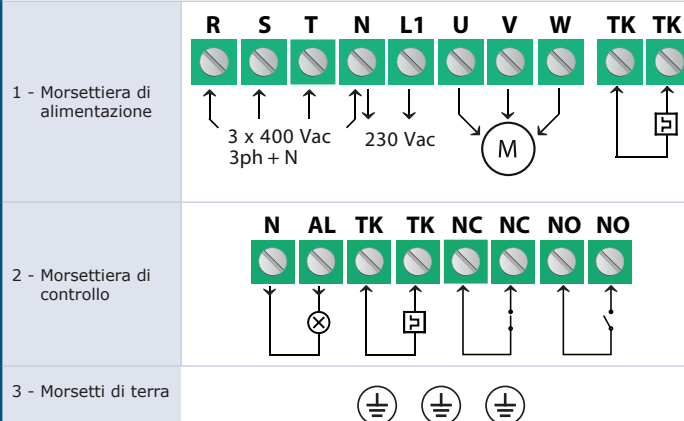 R S T N L1 U V W TK TK
1 - Morsettiera di
alimentazione
3 x 400 Vac
3ph + N
230 Vac
M
N AL TK TK NC NC NO NO
2 - Morsettiera di
controllo
3 - Morsetti di terra